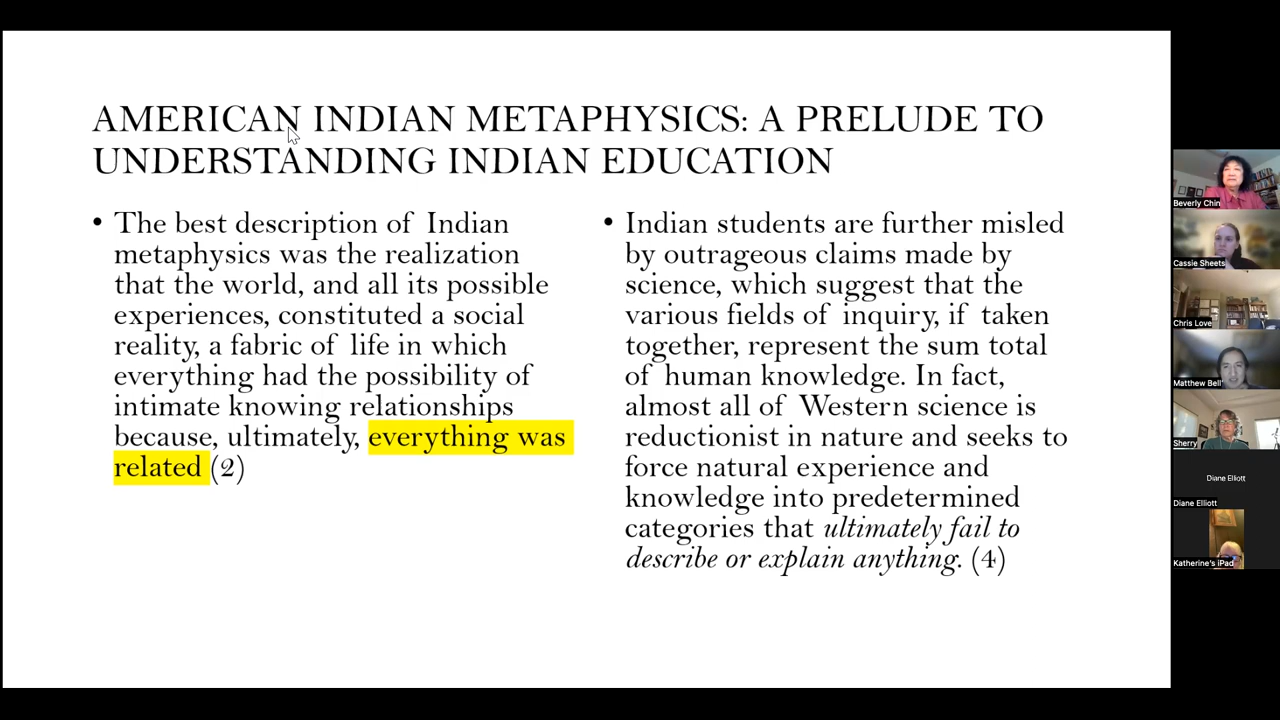 AMERICAN INDIAN METAPHYSICS: A PRELUDE TO
UNDERSTANDING INDIAN EDUCATION
• The best description of Indian
metaphysics was the realization
that the world, and all its possible
experiences, constituted a social
reality, a fabric of life in which
everything had the possibility of
intimate knowing relationships
because, ultimately, everything was
related (2)
• Indian students are further misled
by outrageous claims made by
science, which suggest that the
various fields of inquiry, if taken
together, represent the sum total
of human knowledge. In fact,
almost all of Western science is
reductionist in nature and seeks to
force natural experience and
knowledge into predetermined
categories that ultimately fail to
describe or explain anything. (4)
Beverly Chin
Cassie Sheets
Chris Love
Matthew Bell
Sherry
Diane Elliott
Diane Elliott
Katherine's iPad